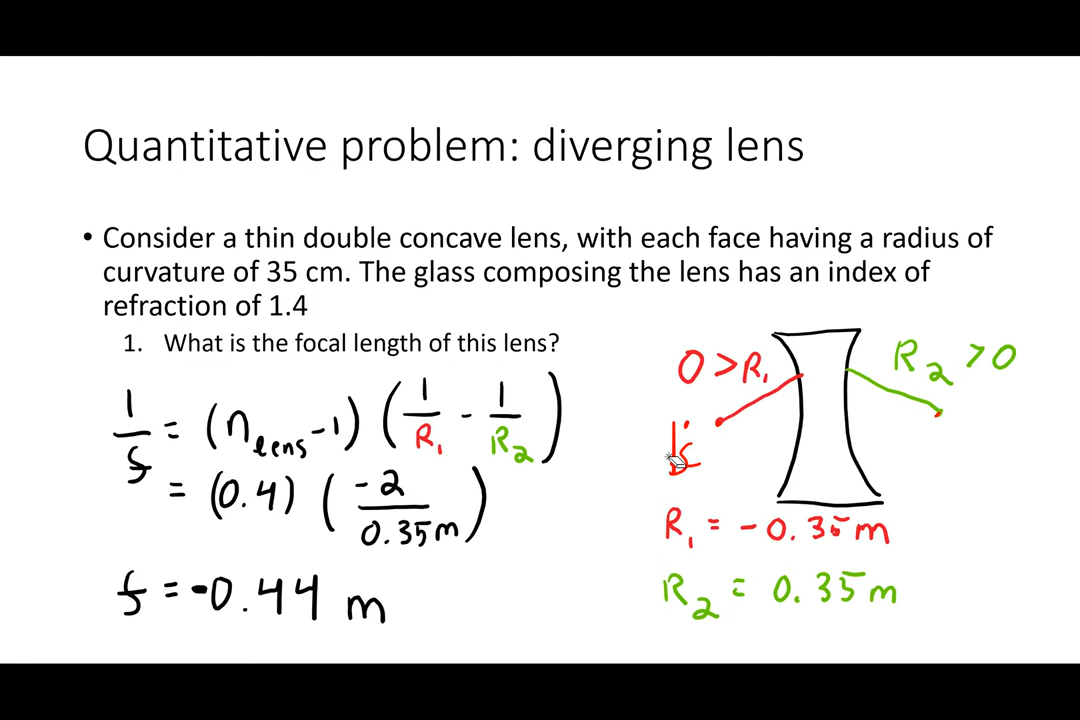 Quantitative problem: diverging lens
• Consider a thin double concave lens, with each face having a radius of
curvature of 35 cm. The glass composing the lens has an index of
refraction of 1.4
1. What is the focal length of this lens?
1/f = (n_lens - 1) (1/R₁ - 1/R₂)
= (0.4) (-2/0.35m)
f = -0.44 m
0 > R₁
R₂ > 0
R₁ = -0.35m
R₂ = 0.35m